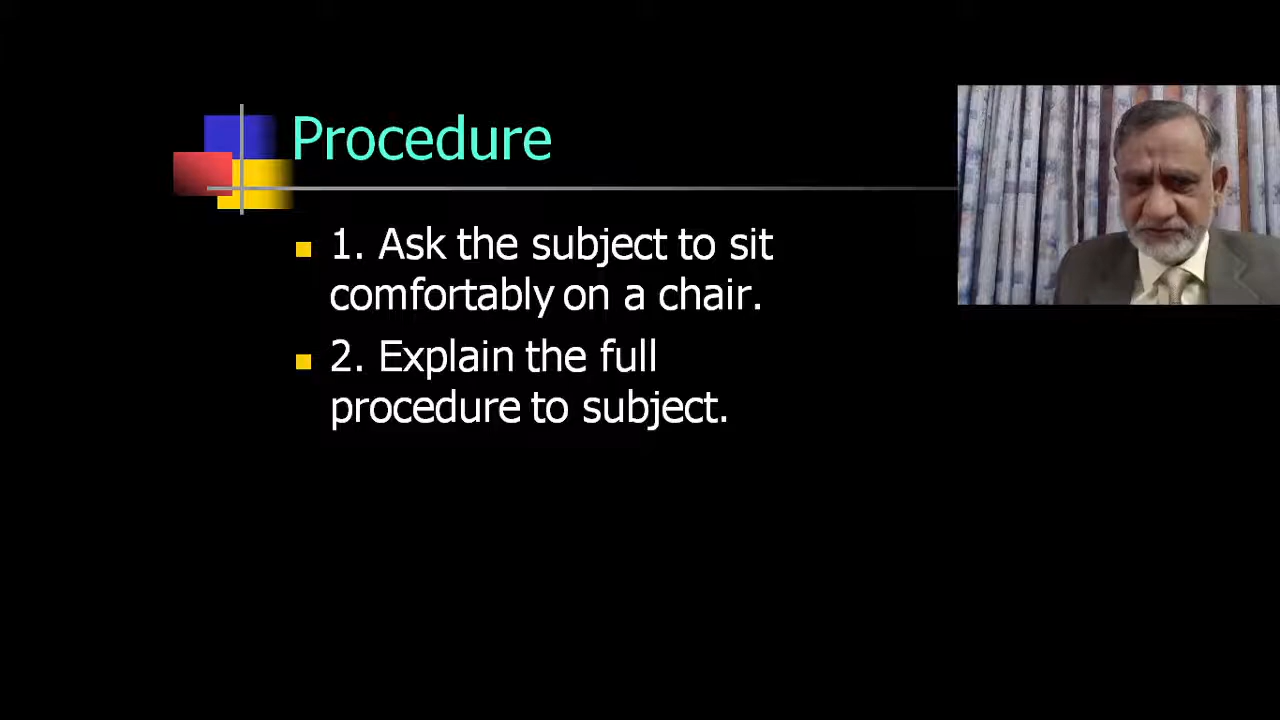 Procedure
1. Ask the subject to sit
comfortably on a chair.
2. Explain the full
procedure to subject.